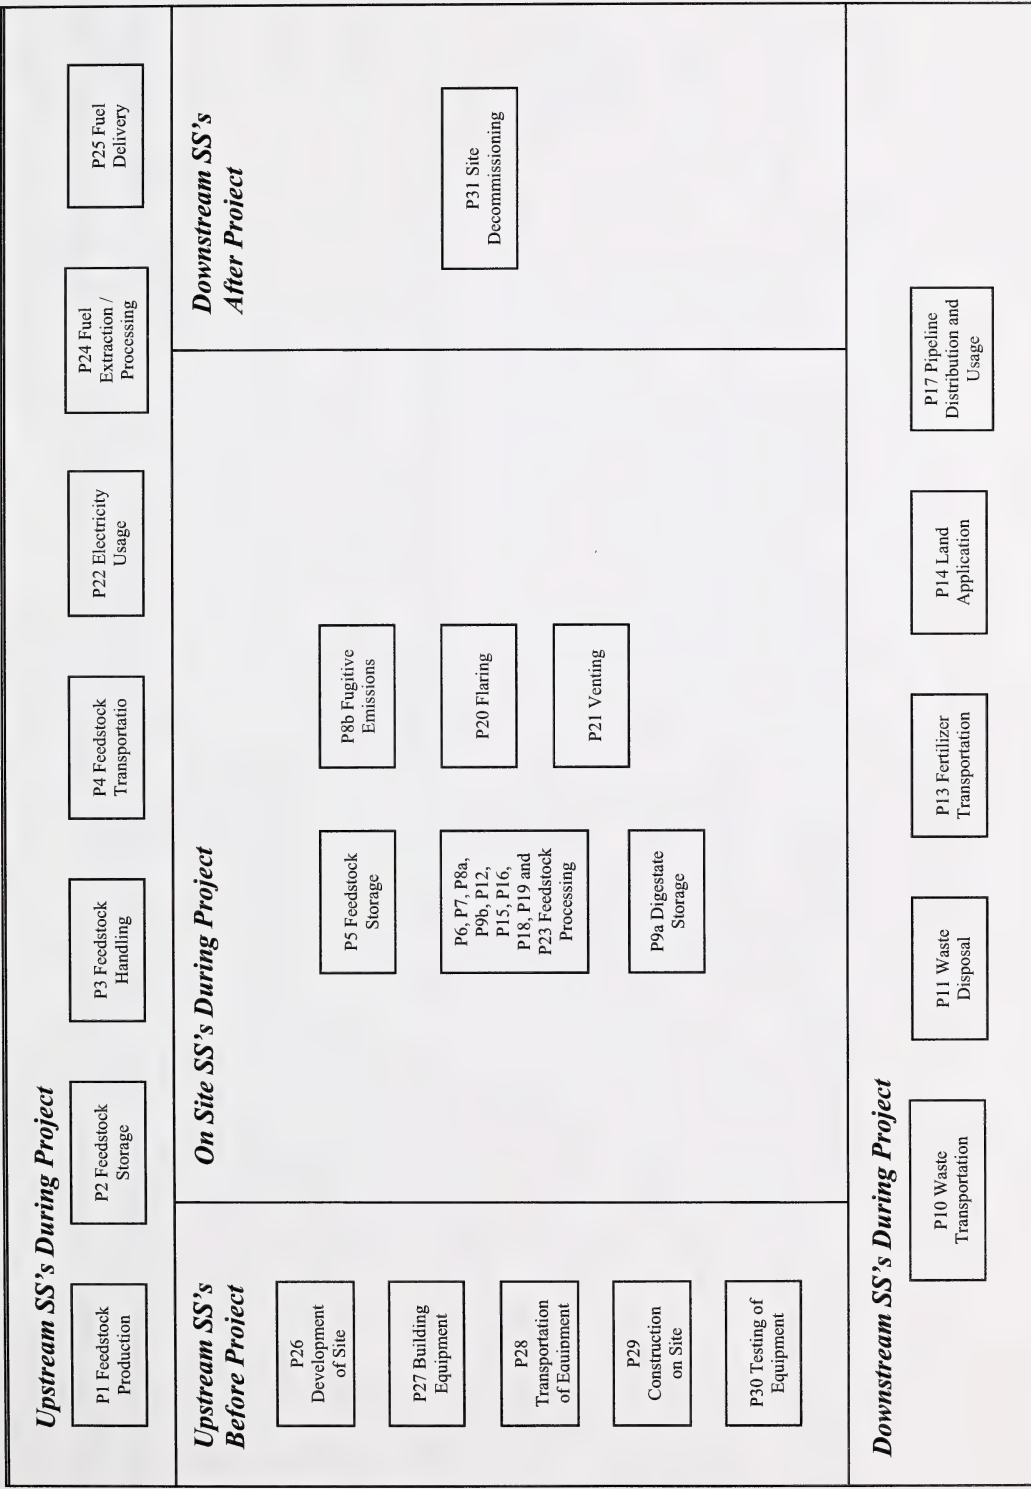 Upstream SS's During Project
P1 Feedstock
Production
P2 Feedstock
Storage
P3 Feedstock
Handling
P4 Feedstock
Transportatio
P22 Electricity
Usage
P24 Fuel
Extraction /
Processing
P25 Fuel
Delivery
Upstream SS's
Before Project
P26
Development
of Site
P27 Building
Equipment
P28
Transportation
of Equipment
P29
Construction
on Site
P30 Testing of
Equipment
On Site SS's During Project
P5 Feedstock
Storage
P6, P7, P8a,
P9b, P12,
P15, P16,
P18, P19 and
P23 Feedstock
Processing
P9a Digestate
Storage
P8b Fugitive
Emissions
P20 Flaring
P21 Venting
Downstream SS's
After Project
P31 Site
Decommissioning
Downstream SS's During Project
P10 Waste
Transportation
P11 Waste
Disposal
P13 Fertilizer
Transportation
P14 Land
Application
P17 Pipeline
Distribution and
Usage